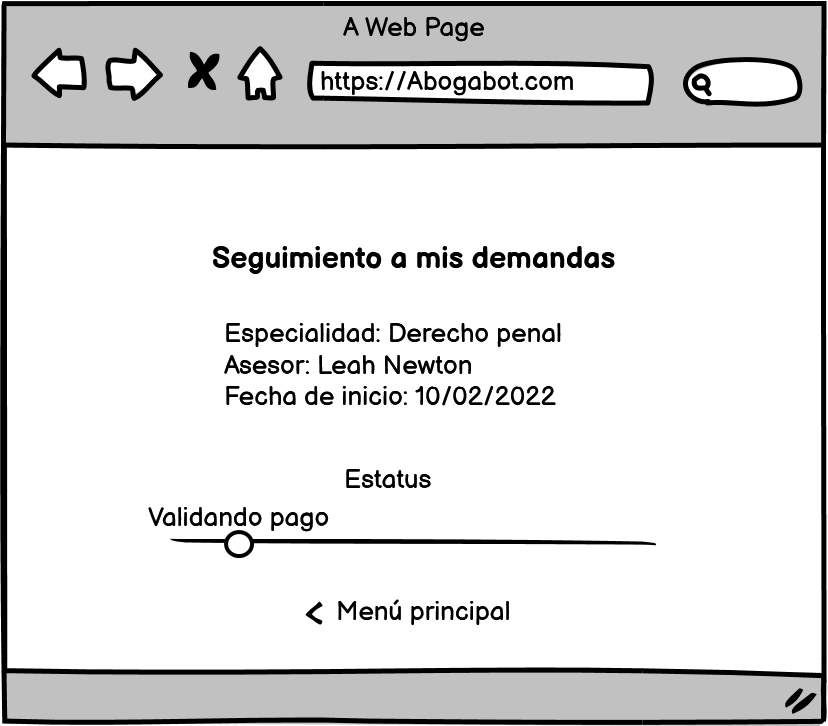 A Web Page
https://Abogabot.com
Seguimiento a mis demandas
Especialidad: Derecho penal
Asesor: Leah Newton
Fecha de inicio: 10/02/2022
Estatus
Validando pago
Menú principal